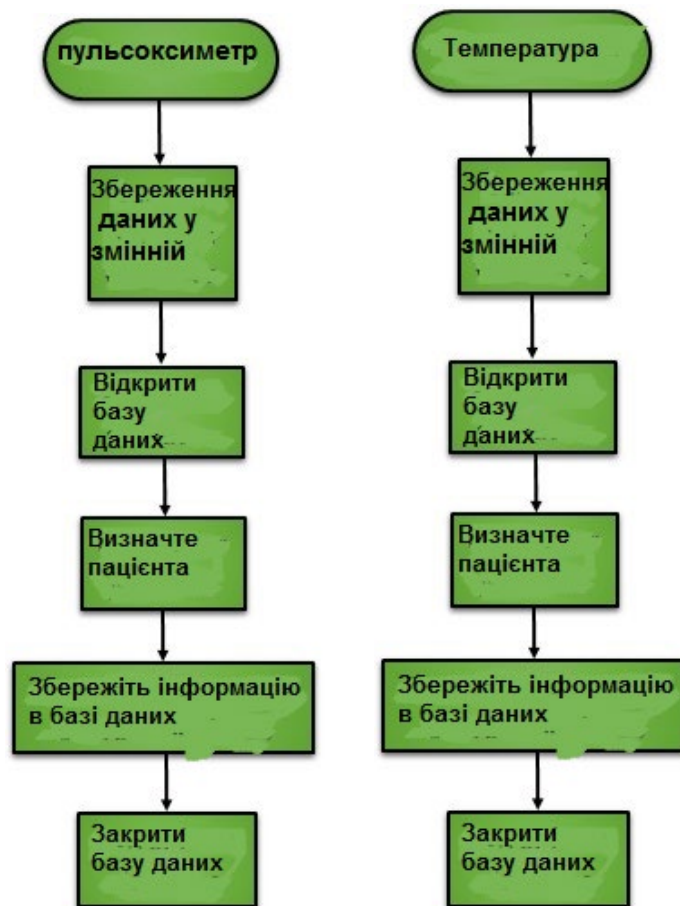 пульсоксиметр
Збереження
даних у
змінній
Відкрити
базу
даних
Визначте
пацієнта
Збережіть інформацію
в базі даних
Закрити
базу даних
Температура
Збереження
даних у
змінній
Відкрити
базу
даних
Визначте
пацієнта
Збережіть інформацію
в базі даних
Закрити
базу даних